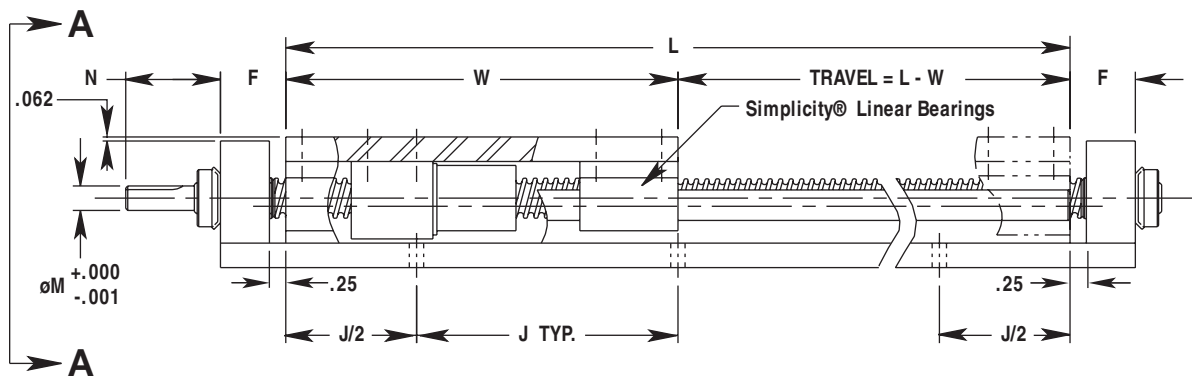 A
L
N
F
W
TRAVEL = L - W
F
.062
Simplicity® Linear Bearings
øM +.000
-.001
.25
.25
J/2
J TYP.
J/2
A